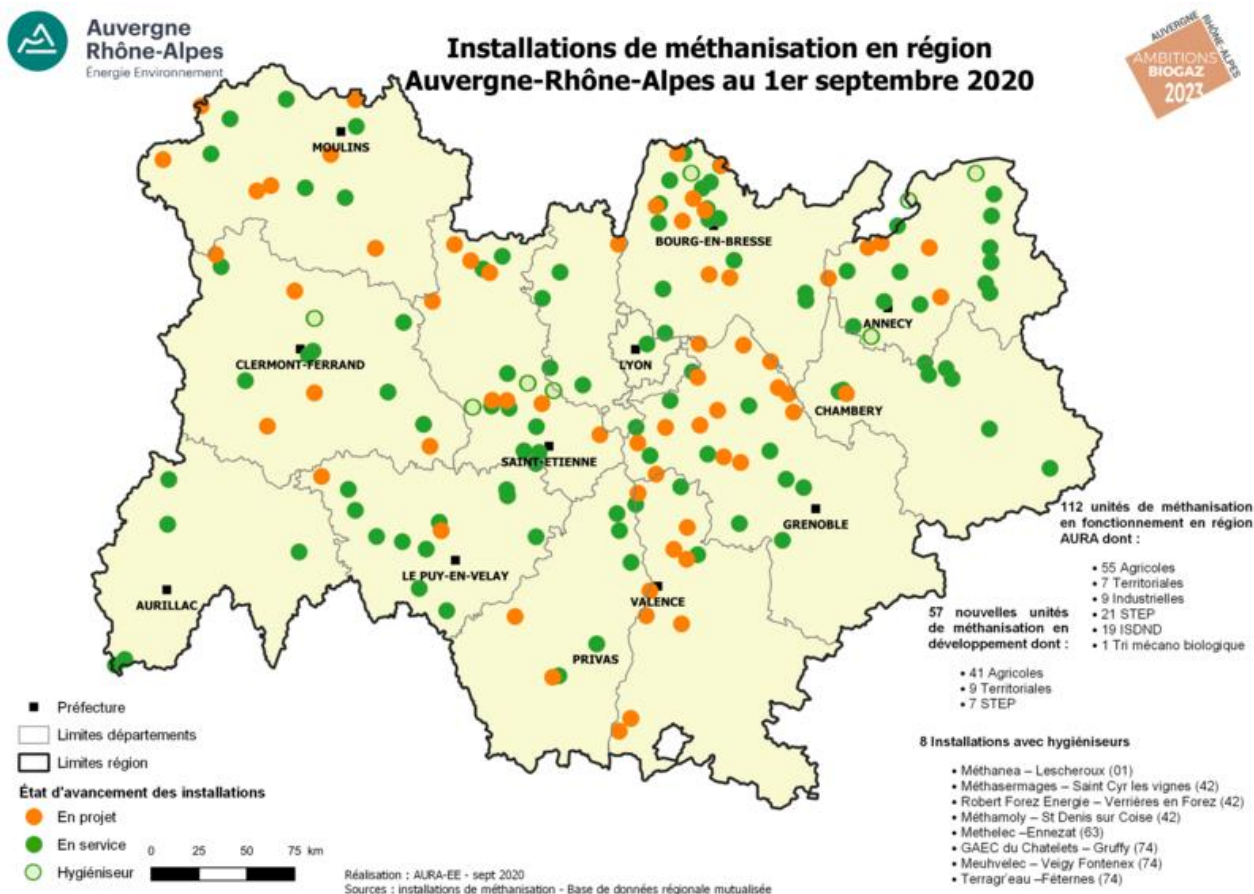 Auvergne
Rhône-Alpes
Énergie Environnement
Installations de méthanisation en région
Auvergne-Rhône-Alpes au 1er septembre 2020
AUVERGNE
RHÔNE-ALPES
AMBITIONS
BIOGAZ
2023
MOULINS
BOURG-EN-BRESSE
ANNECY
CLERMONT-FERRAND
LYON
CHAMBERY
SAINT-ETIENNE
GRENOBLE
LE PUY-EN-VELAY
AURILLAC
VALENCE
PRIVAS
112 unités de méthanisation
en fonctionnement en région
AURA dont :
• 55 Agricoles
• 7 Territoriales
• 9 Industrielles
• 21 STEP
• 19 ISDND
• 1 Tri mécano biologique
57 nouvelles unités
de méthanisation en
développement dont :
• 41 Agricoles
• 9 Territoriales
• 7 STEP
8 Installations avec hygiéniseurs
• Méthanea – Lescheroux (01)
• Méthasermages – Saint Cyr les vignes (42)
• Robert Forez Energie – Verrières en Forez (42)
• Méthamoly – St Denis sur Coise (42)
• Methelec –Ennezat (63)
• GAEC du Chatelets – Gruffy (74)
• Meuhvelec – Veigy Fontenex (74)
• Terragr'eau –Féternes (74)
Préfecture
Limites départements
Limites région
État d'avancement des installations
En projet
En service
Hygiéniseur
0 25 50 75 km
Réalisation : AURA-EE - sept 2020
Sources : installations de méthanisation - Base de données régionale mutualisée